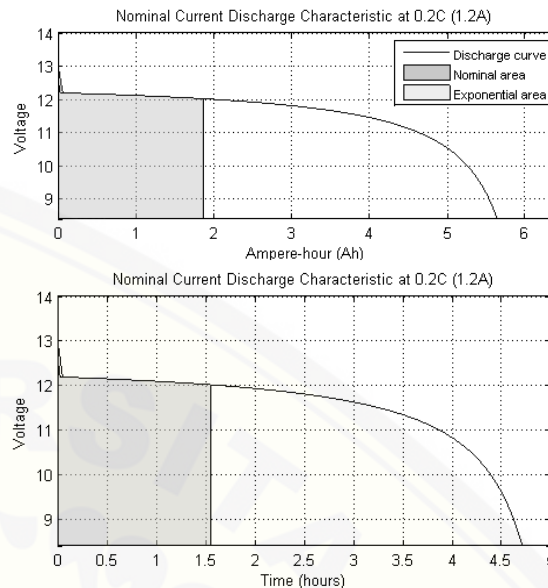 Nominal Current Discharge Characteristic at 0.2C (1.2A)
14
13
12
11
10
9
Voltage
Discharge curve
Nominal area
Exponential area
0 1 2 3 4 5 6
Ampere-hour (Ah)
Nominal Current Discharge Characteristic at 0.2C (1.2A)
14
13
12
11
10
9
Voltage
0 0.5 1 1.5 2 2.5 3 3.5 4 4.5
Time (hours)